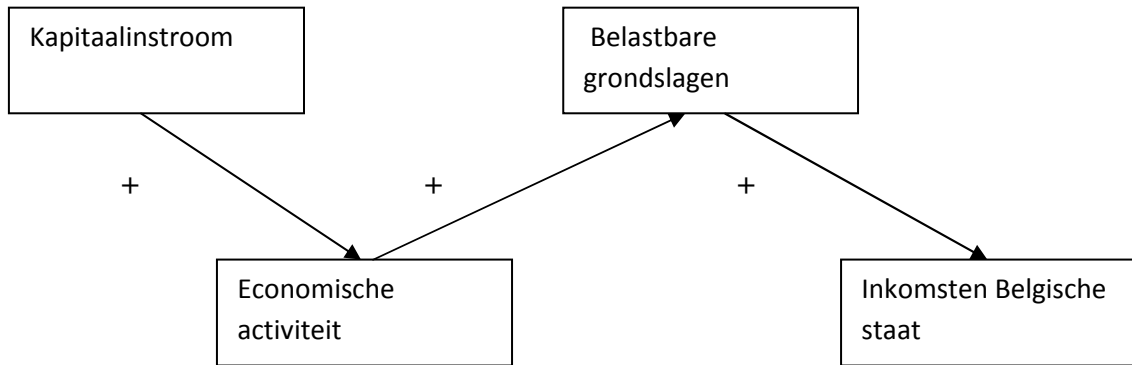 Kapitaalinstroom
Belastbare
grondslagen
+
+
+
Economische
activiteit
Inkomsten Belgische
staat